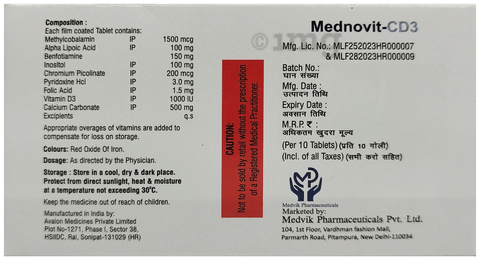 Composition :
Each film coated Tablet contains:
Methylcobalamin IP 1500 mcg
Alpha Lipoic Acid IP 100 mg
Benfotiamine 150 mg
Inositol IP 100 mg
Chromium Picolinate IP 200 mcg
Pyridoxine Hcl IP 3.0 mg
Folic Acid IP 1.5 mg
Vitamin D3 IP 1000 IU
Calcium Carbonate IP 500 mg
Excipients q.s
Appropriate overages of vitamins are added to
compensate for loss on storage.
Colours: Red Oxide Of Iron.
Dosage: As directed by the Physician.
Storage : Store in a cool, dry & dark place.
Protect from direct sunlight, heat & moisture
at a temperature not exceeding 30°C.
Keep the medicine out of reach of children.
Manufactured in India by:
Avalon Medicines Private Limited
Plot No-1271, Phase I, Sector 38,
HSIIDC, Rai, Sonipat-131029 (HR)
CAUTION:
Not to be sold by retail without the prescription
of a Registered Medical Practitioner.
Mednovit-CD3
1mg
Mfg. Lic. No.: MLF252023HR000007
& MLF282023HR000009
Batch No.:
घान संख्या
Mfg. Date :
उत्पादन तिथि
Expiry Date :
अवसान तिथि
M.R.P. ₹ :
अधिकतम खुदरा मूल्य
(Per 10 Tablets) (प्रति 10 गोली)
(Incl. of all Taxes) (सभी करो सहित)
Medvik Pharmaceuticals
Marketed by:
Medvik Pharmaceuticals Pvt. Ltd.
104, 1st Floor, Vardhman fashion Mall,
Parmarth Road, Pitampura, New Delhi-110034